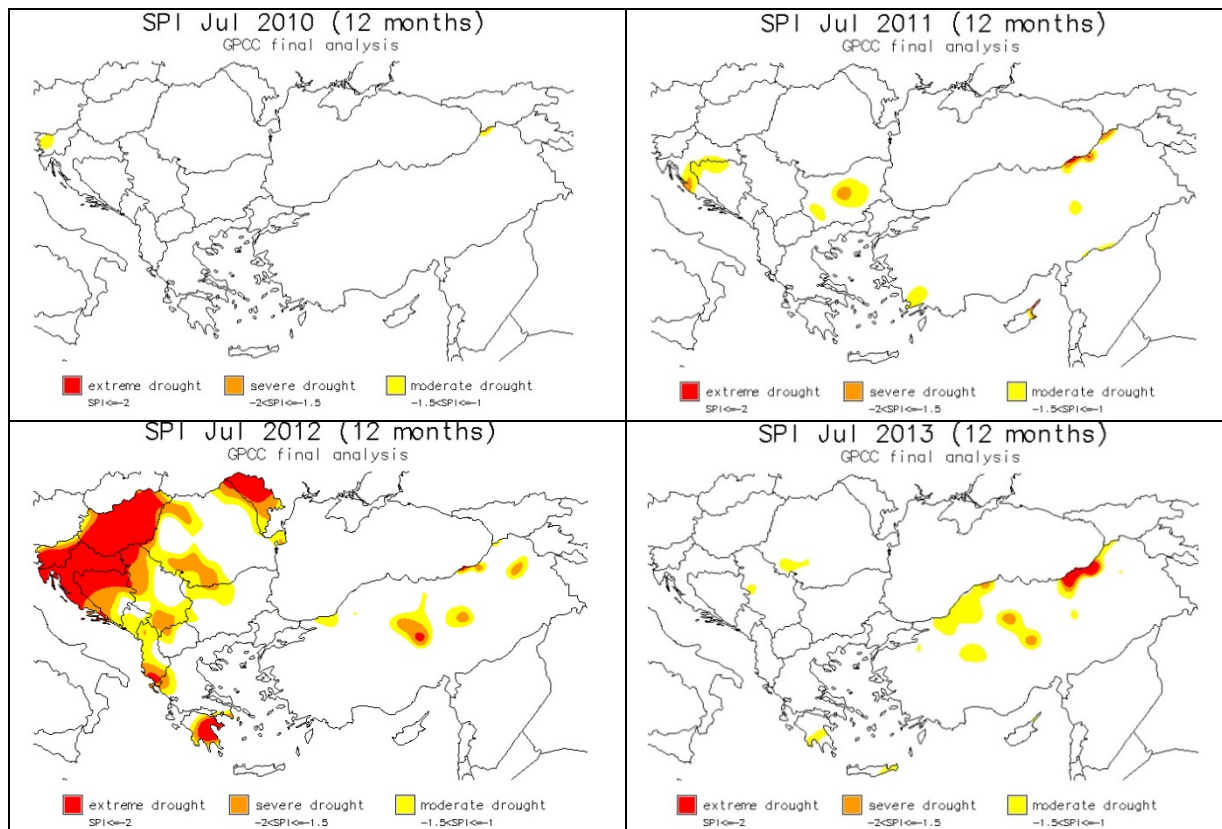 SPI Jul 2010 (12 months)
GPCC final analysis
extreme drought severe drought moderate drought
SPI<=-2 -2<SPI<=-1.5 -1.5<SPI<=-1
SPI Jul 2011 (12 months)
GPCC final analysis
extreme drought severe drought moderate drought
SPI<=-2 -2<SPI<=-1.5 -1.5<SPI<=-1
SPI Jul 2012 (12 months)
GPCC final analysis
extreme drought severe drought moderate drought
SPI<=-2 -2<SPI<=-1.5 -1.5<SPI<=-1
SPI Jul 2013 (12 months)
GPCC final analysis
extreme drought severe drought moderate drought
SPI<=-2 -2<SPI<=-1.5 -1.5<SPI<=-1